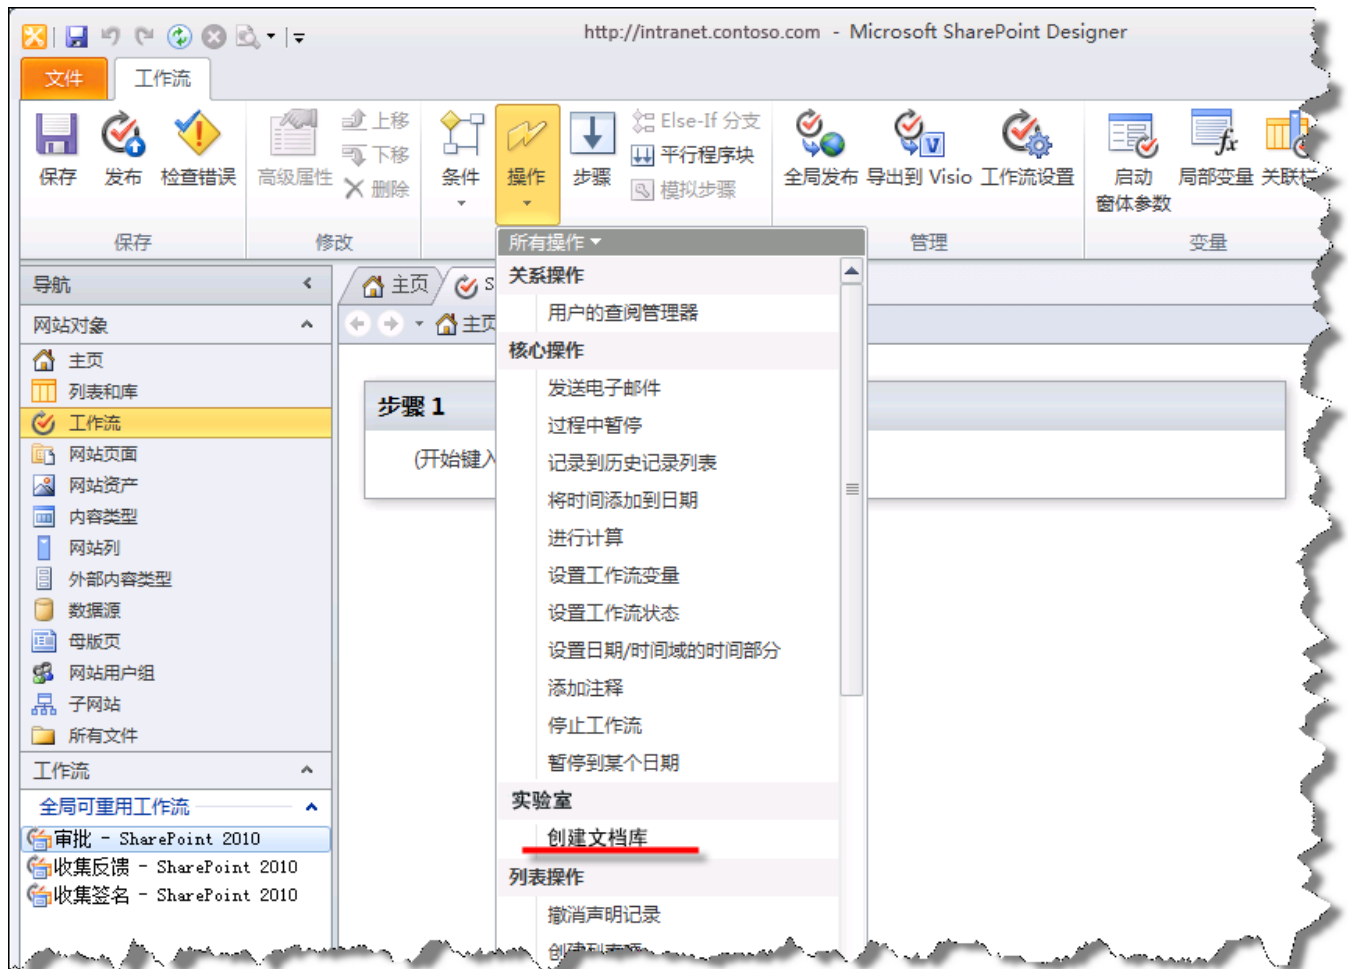 http://intranet.contoso.com - Microsoft SharePoint Designer
文件 工作流
上移 Else-If 分支
下移 平行程序块
删除 模拟步骤
保存 发布 检查错误 高级属性 条件 操作 步骤 全局发布 导出到 Visio 工作流设置 启动窗体参数 局部变量 关联栏
保存 修改 管理 变量
所有操作
导航
关系操作
主页 S
用户的查阅管理器
网站对象
主页
核心操作
主页
列表和库
工作流
网站页面
网站资产
内容类型
网站列
外部内容类型
数据源
母版页
网站用户组
子网站
所有文件
步骤 1
(开始键入
发送电子邮件
过程中暂停
记录到历史记录列表
将时间添加到日期
进行计算
设置工作流变量
设置工作流状态
设置日期/时间域的时间部分
添加注释
停止工作流
暂停到某个日期
实验室
创建文档库
列表操作
撤消声明记录
创建列表项
工作流
全局可重用工作流
审批 - SharePoint 2010
收集反馈 - SharePoint 2010
收集签名 - SharePoint 2010